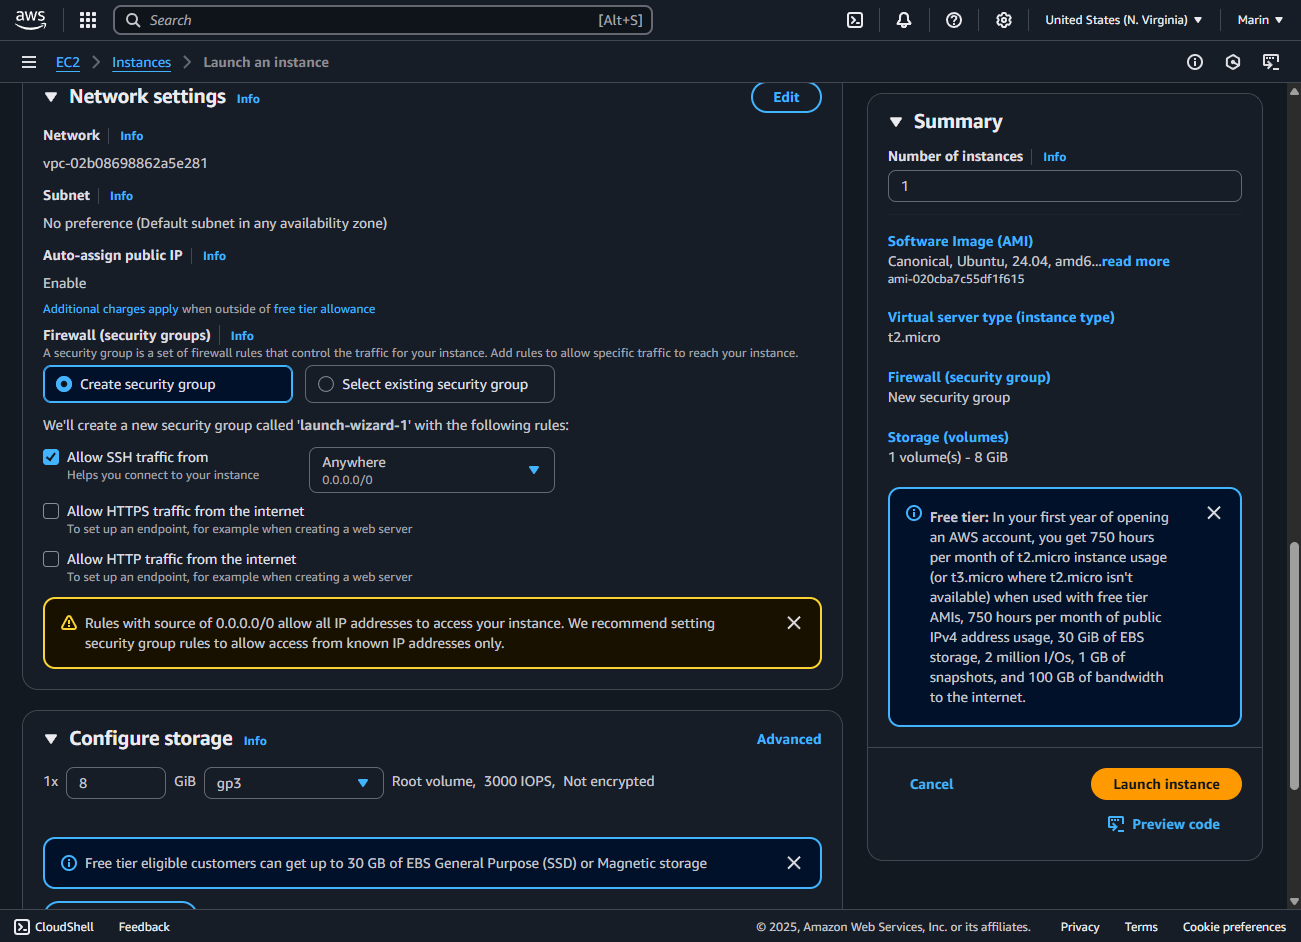 aws
Search
[Alt+S]
United States (N. Virginia)
Marin
EC2
Instances
Launch an instance
Network settings
Info
Edit
Network
Info
vpc-02b08698862a5e281
Subnet
Info
No preference (Default subnet in any availability zone)
Auto-assign public IP
Info
Enable
Additional charges apply when outside of free tier allowance
Firewall (security groups)
Info
A security group is a set of firewall rules that control the traffic for your instance. Add rules to allow specific traffic to reach your instance.
Create security group
Select existing security group
We'll create a new security group called 'launch-wizard-1' with the following rules:
Allow SSH traffic from
Helps you connect to your instance
Anywhere
0.0.0.0/0
Allow HTTPS traffic from the internet
To set up an endpoint, for example when creating a web server
Allow HTTP traffic from the internet
To set up an endpoint, for example when creating a web server
Rules with source of 0.0.0.0/0 allow all IP addresses to access your instance. We recommend setting
security group rules to allow access from known IP addresses only.
Configure storage
Info
Advanced
1x
8
GiB
gp3
Root volume, 3000 IOPS, Not encrypted
Free tier eligible customers can get up to 30 GB of EBS General Purpose (SSD) or Magnetic storage
Summary
Number of instances
Info
1
Software Image (AMI)
Canonical, Ubuntu, 24.04, amd6...read more
ami-020cba7c55df1f615
Virtual server type (instance type)
t2.micro
Firewall (security group)
New security group
Storage (volumes)
1 volume(s) - 8 GiB
Free tier: In your first year of opening
an AWS account, you get 750 hours
per month of t2.micro instance usage
(or t3.micro where t2.micro isn't
available) when used with free tier
AMIs, 750 hours per month of public
IPv4 address usage, 30 GiB of EBS
storage, 2 million I/Os, 1 GB of
snapshots, and 100 GB of bandwidth
to the internet.
Cancel
Launch instance
Preview code
CloudShell
Feedback
© 2025, Amazon Web Services, Inc. or its affiliates.
Privacy
Terms
Cookie preferences